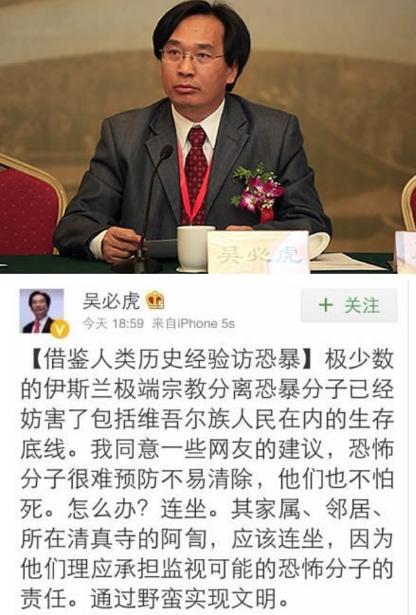 吴必虎
吴必虎
今天 18:59 来自iPhone 5s
+ 关注
【借鉴人类历史经验访恐暴】极少数
的伊斯兰极端宗教分离恐暴分子已经
妨害了包括维吾尔族人民在内的生存
底线。我同意一些网友的建议，恐怖
分子很难预防不易清除，他们也不怕
死。怎么办？连坐。其家属、邻居、
所在清真寺的阿訇，应该连坐，因为
他们理应承担监视可能的恐怖分子的
责任。通过野蛮实现文明。